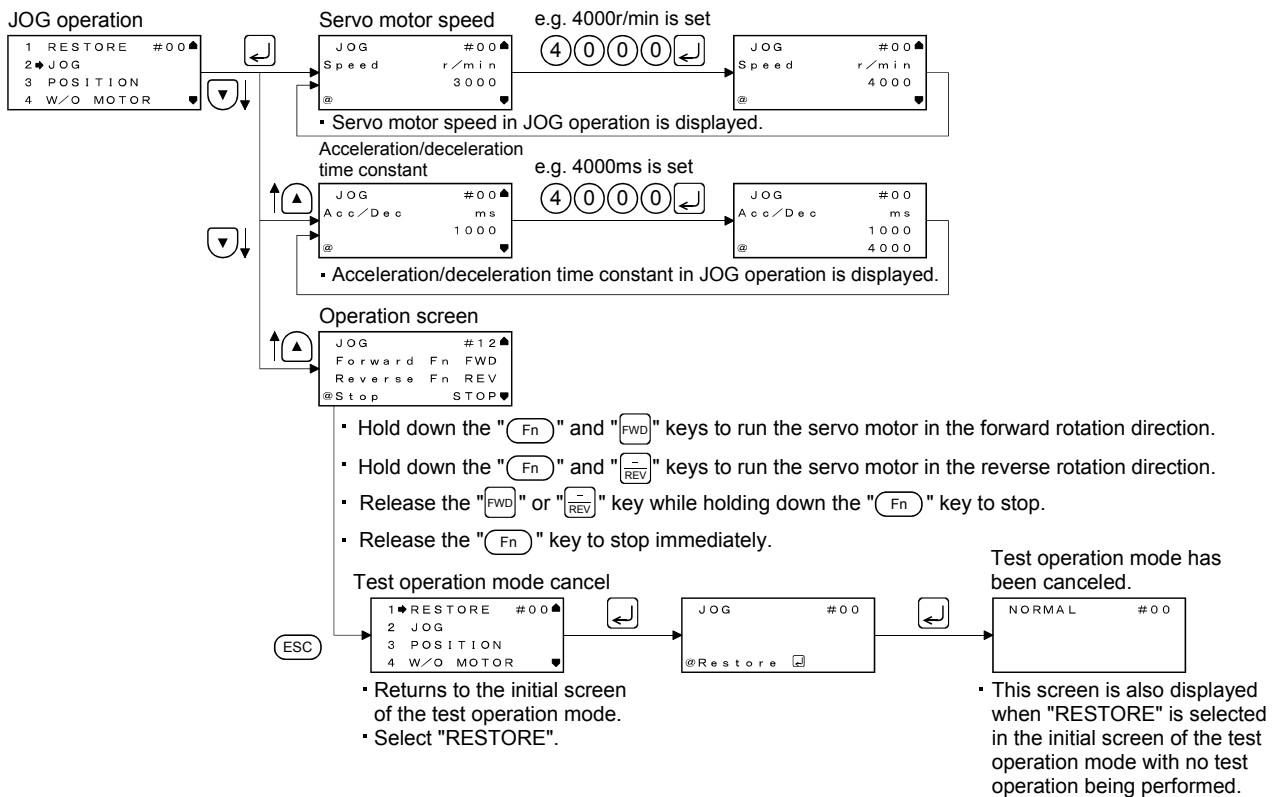 JOG operation
1 RESTORE #00
2 JOG
3 POSITION
4 W/O MOTOR
Servo motor speed
JOG #00
Speed r/min
3000
@
e.g. 4000r/min is set
4 0 0 0
JOG #00
Speed r/min
4000
@
▪ Servo motor speed in JOG operation is displayed.
Acceleration/deceleration
time constant
JOG #00
Acc/Dec ms
1000
@
e.g. 4000ms is set
4 0 0 0
JOG #00
Acc/Dec ms
1000
@ 4000
▪ Acceleration/deceleration time constant in JOG operation is displayed.
Operation screen
JOG #12
Forward Fn FWD
Reverse Fn REV
@Stop STOP
▪ Hold down the "Fn" and "FWD" keys to run the servo motor in the forward rotation direction.
▪ Hold down the "Fn" and "− REV" keys to run the servo motor in the reverse rotation direction.
▪ Release the "FWD" or "− REV" key while holding down the "Fn" key to stop.
▪ Release the "Fn" key to stop immediately.
Test operation mode cancel
ESC
1 RESTORE #00
2 JOG
3 POSITION
4 W/O MOTOR
▪ Returns to the initial screen
of the test operation mode.
▪ Select "RESTORE".
JOG #00
@Restore
Test operation mode has
been canceled.
NORMAL #00
▪ This screen is also displayed
when "RESTORE" is selected
in the initial screen of the test
operation mode with no test
operation being performed.